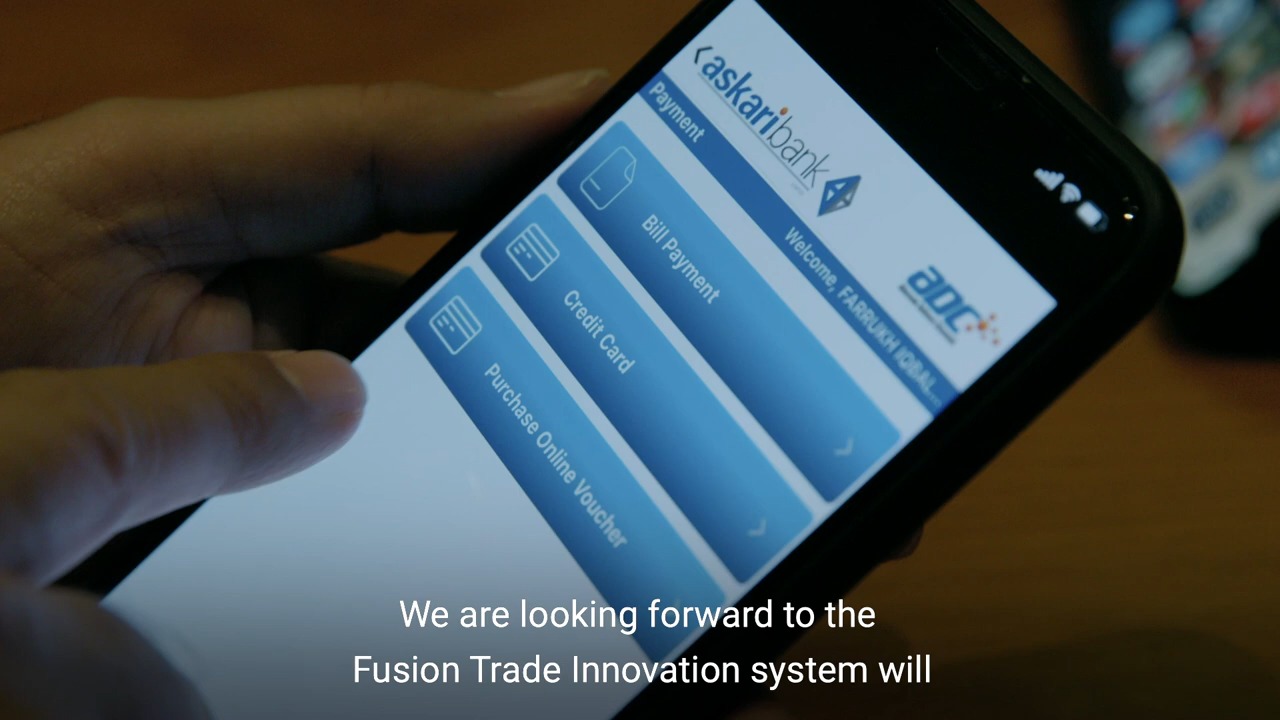 askaribank
Payment
Welcome, FARRUKH IQBAL
adc
Bill Payment
Credit Card
Purchase Online Voucher
We are looking forward to the
Fusion Trade Innovation system will